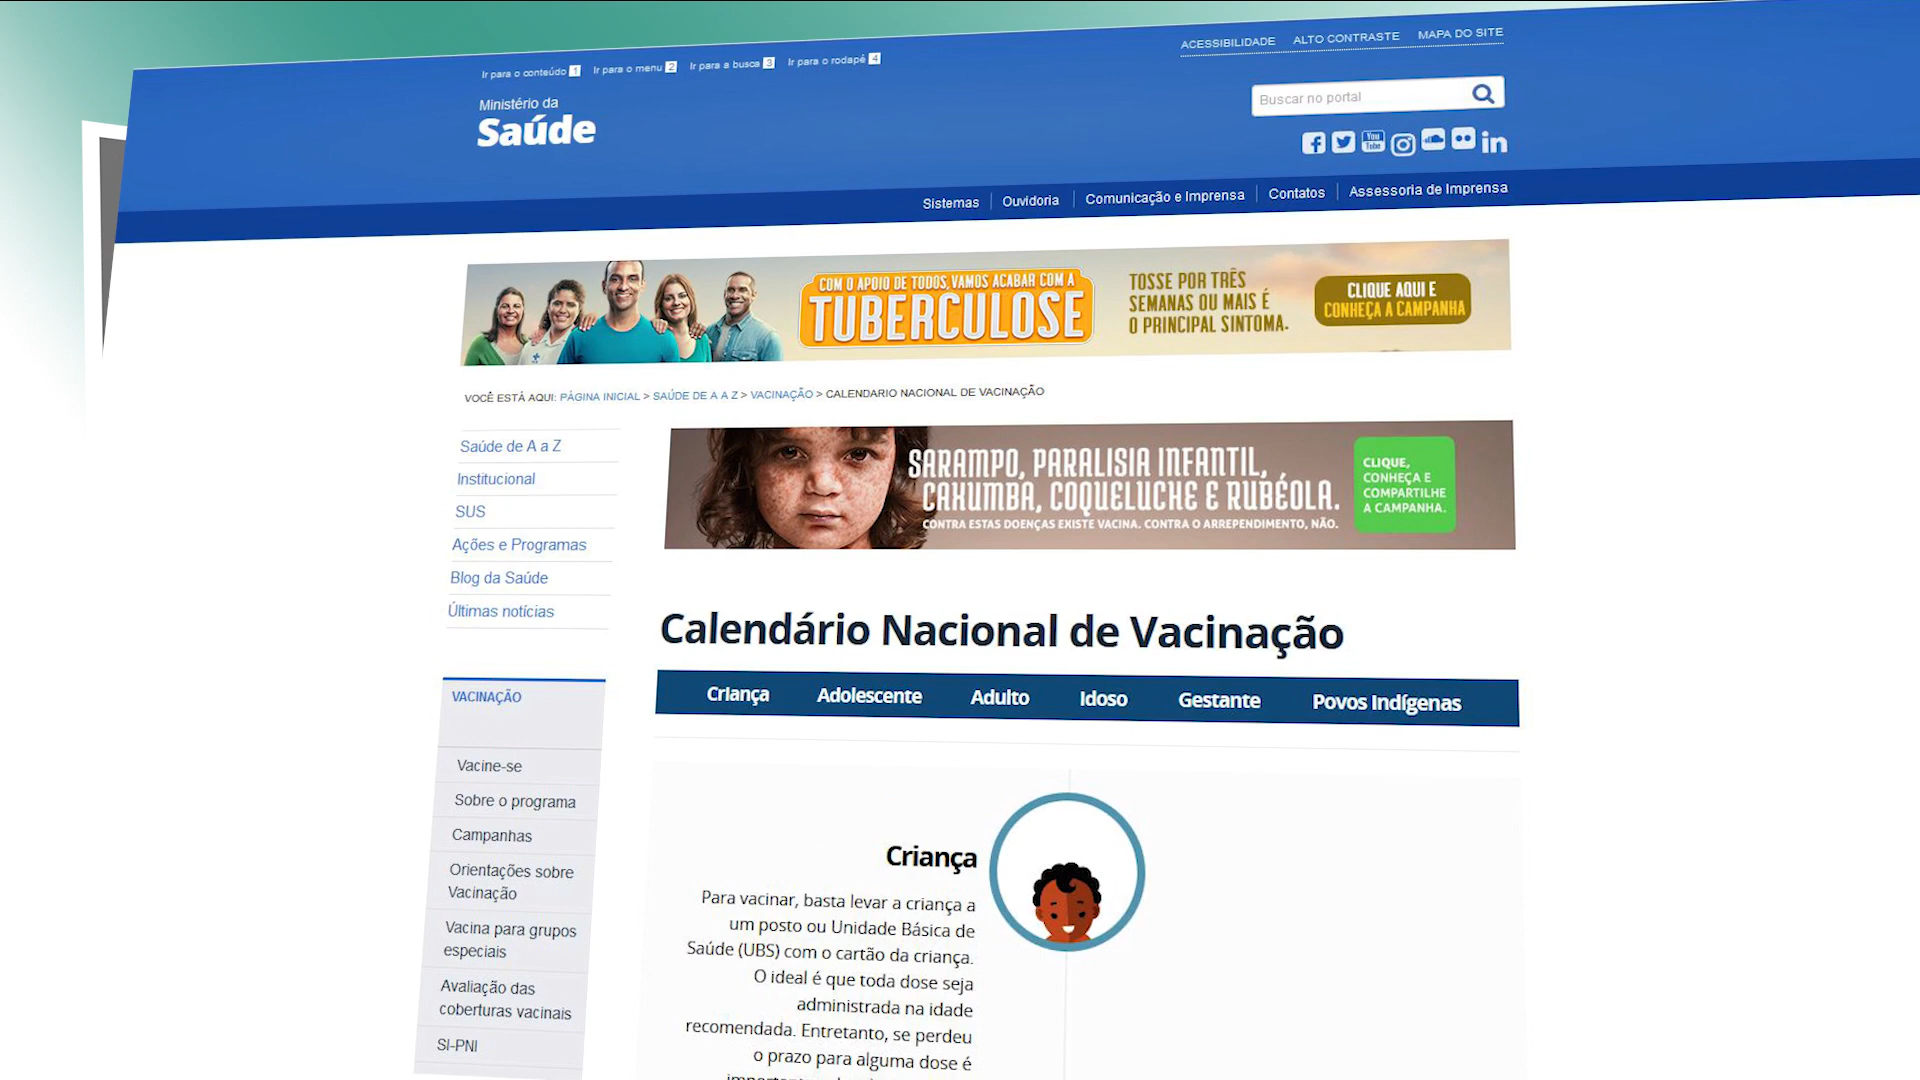 Ir para o conteúdo 1 Ir para o menu 2 Ir para a busca 3 Ir para o rodapé 4
ACESSIBILIDADE ALTO CONTRASTE MAPA DO SITE
Ministério da
Saúde
Buscar no portal
You
Tube
in
Sistemas Ouvidoria Comunicação e Imprensa Contatos Assessoria de Imprensa
COM O APOIO DE TODOS, VAMOS ACABAR COM A
TUBERCULOSE
TOSSE POR TRÊS
SEMANAS OU MAIS É
O PRINCIPAL SINTOMA.
CLIQUE AQUI E
CONHEÇA A CAMPANHA
VOCÊ ESTÁ AQUI: PÁGINA INICIAL > SAÚDE DE A A Z > VACINAÇÃO > CALENDARIO NACIONAL DE VACINAÇÃO
Saúde de A a Z
Institucional
SUS
Ações e Programas
Blog da Saúde
Últimas notícias
SARAMPO, PARALISIA INFANTIL,
CAXUMBA, COQUELUCHE E RUBÉOLA.
CONTRA ESTAS DOENÇAS EXISTE VACINA. CONTRA O ARREPENDIMENTO, NÃO.
CLIQUE,
CONHEÇA E
COMPARTILHE
A CAMPANHA.
Calendário Nacional de Vacinação
Criança Adolescente Adulto Idoso Gestante Povos Indígenas
VACINAÇÃO
Vacine-se
Sobre o programa
Campanhas
Orientações sobre
Vacinação
Vacina para grupos
especiais
Avaliação das
coberturas vacinais
SI-PNI
Criança
Para vacinar, basta levar a criança a
um posto ou Unidade Básica de
Saúde (UBS) com o cartão da criança.
O ideal é que toda dose seja
administrada na idade
recomendada. Entretanto, se perdeu
o prazo para alguma dose é